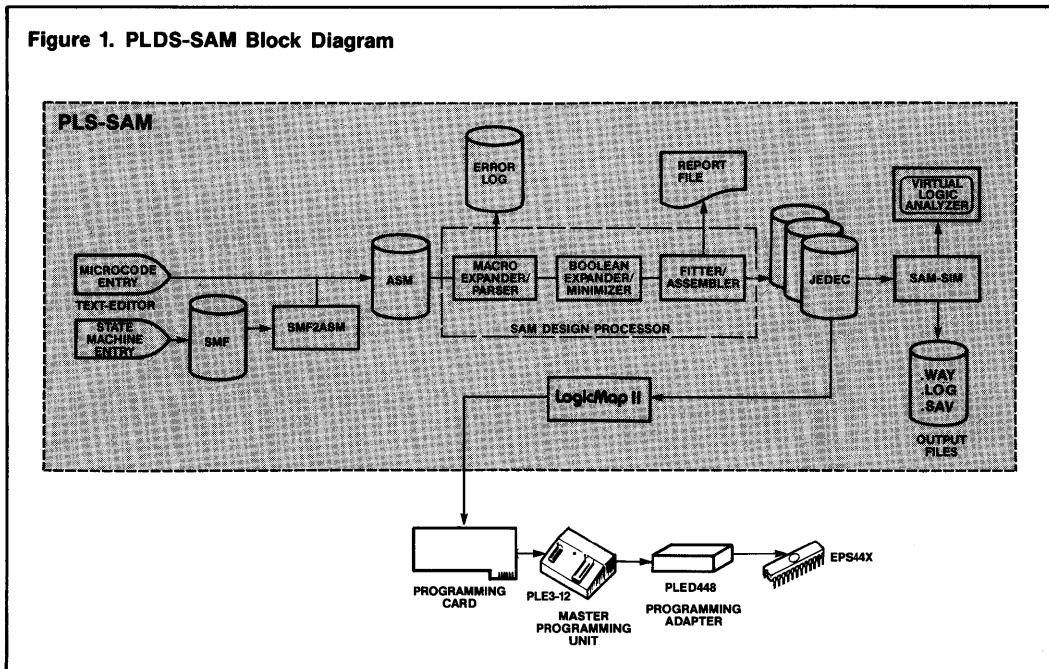 Figure 1. PLDS-SAM Block Diagram
PLS-SAM
ERROR
LOG
REPORT
FILE
VIRTUAL
LOGIC
ANALYZER
MICROCODE
ENTRY
TEXT-EDITOR
STATE
MACHINE
ENTRY
SMF
SMF2ASM
ASM
MACRO
EXPANDER/
PARSER
BOOLEAN
EXPANDER/
MINIMIZER
FITTER/
ASSEMBLER
SAM DESIGN PROCESSOR
JEDEC
SAM-SIM
LogicMap II
.WAY
.LOG
.SAV
OUTPUT
FILES
PROGRAMMING
CARD
PLE3-12
MASTER
PROGRAMMING
UNIT
PLED448
PROGRAMMING
ADAPTER
EPS44X